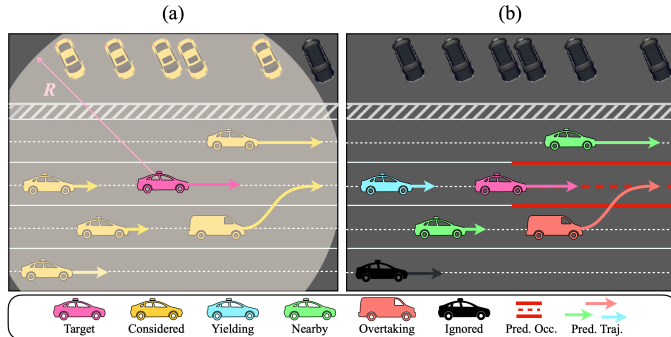 (a) (b)
R
Target Considered Yielding Nearby Overtaking Ignored Pred. Occ. Pred. Traj.